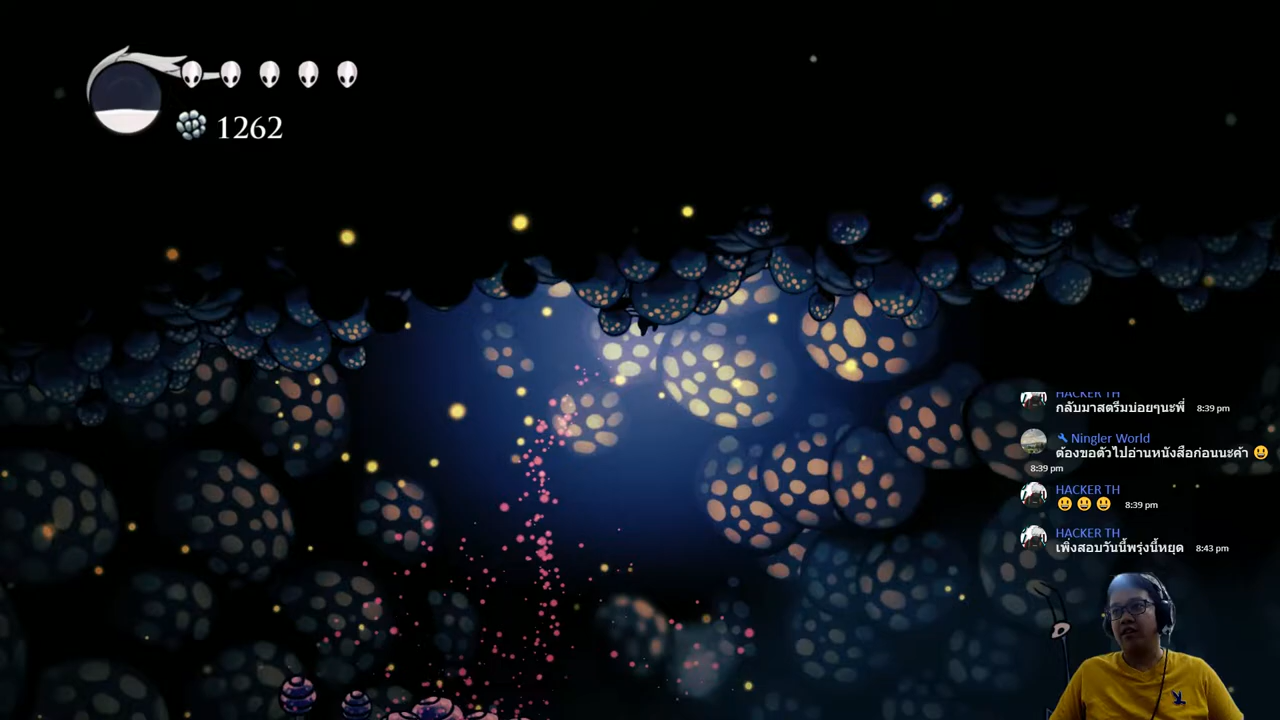 1262
HACKER TH
กลับมาสตรีมบ่อยๆนะพี่ 8:39 pm
Ningler World
ต้องขอตัวไปอ่านหนังสือก่อนนะค้า 😃
8:39 pm
HACKER TH
😃 😃 😃 8:39 pm
HACKER TH
เพิ่งสอบวันนี้พรุ่งนี้หยุด 8:43 pm